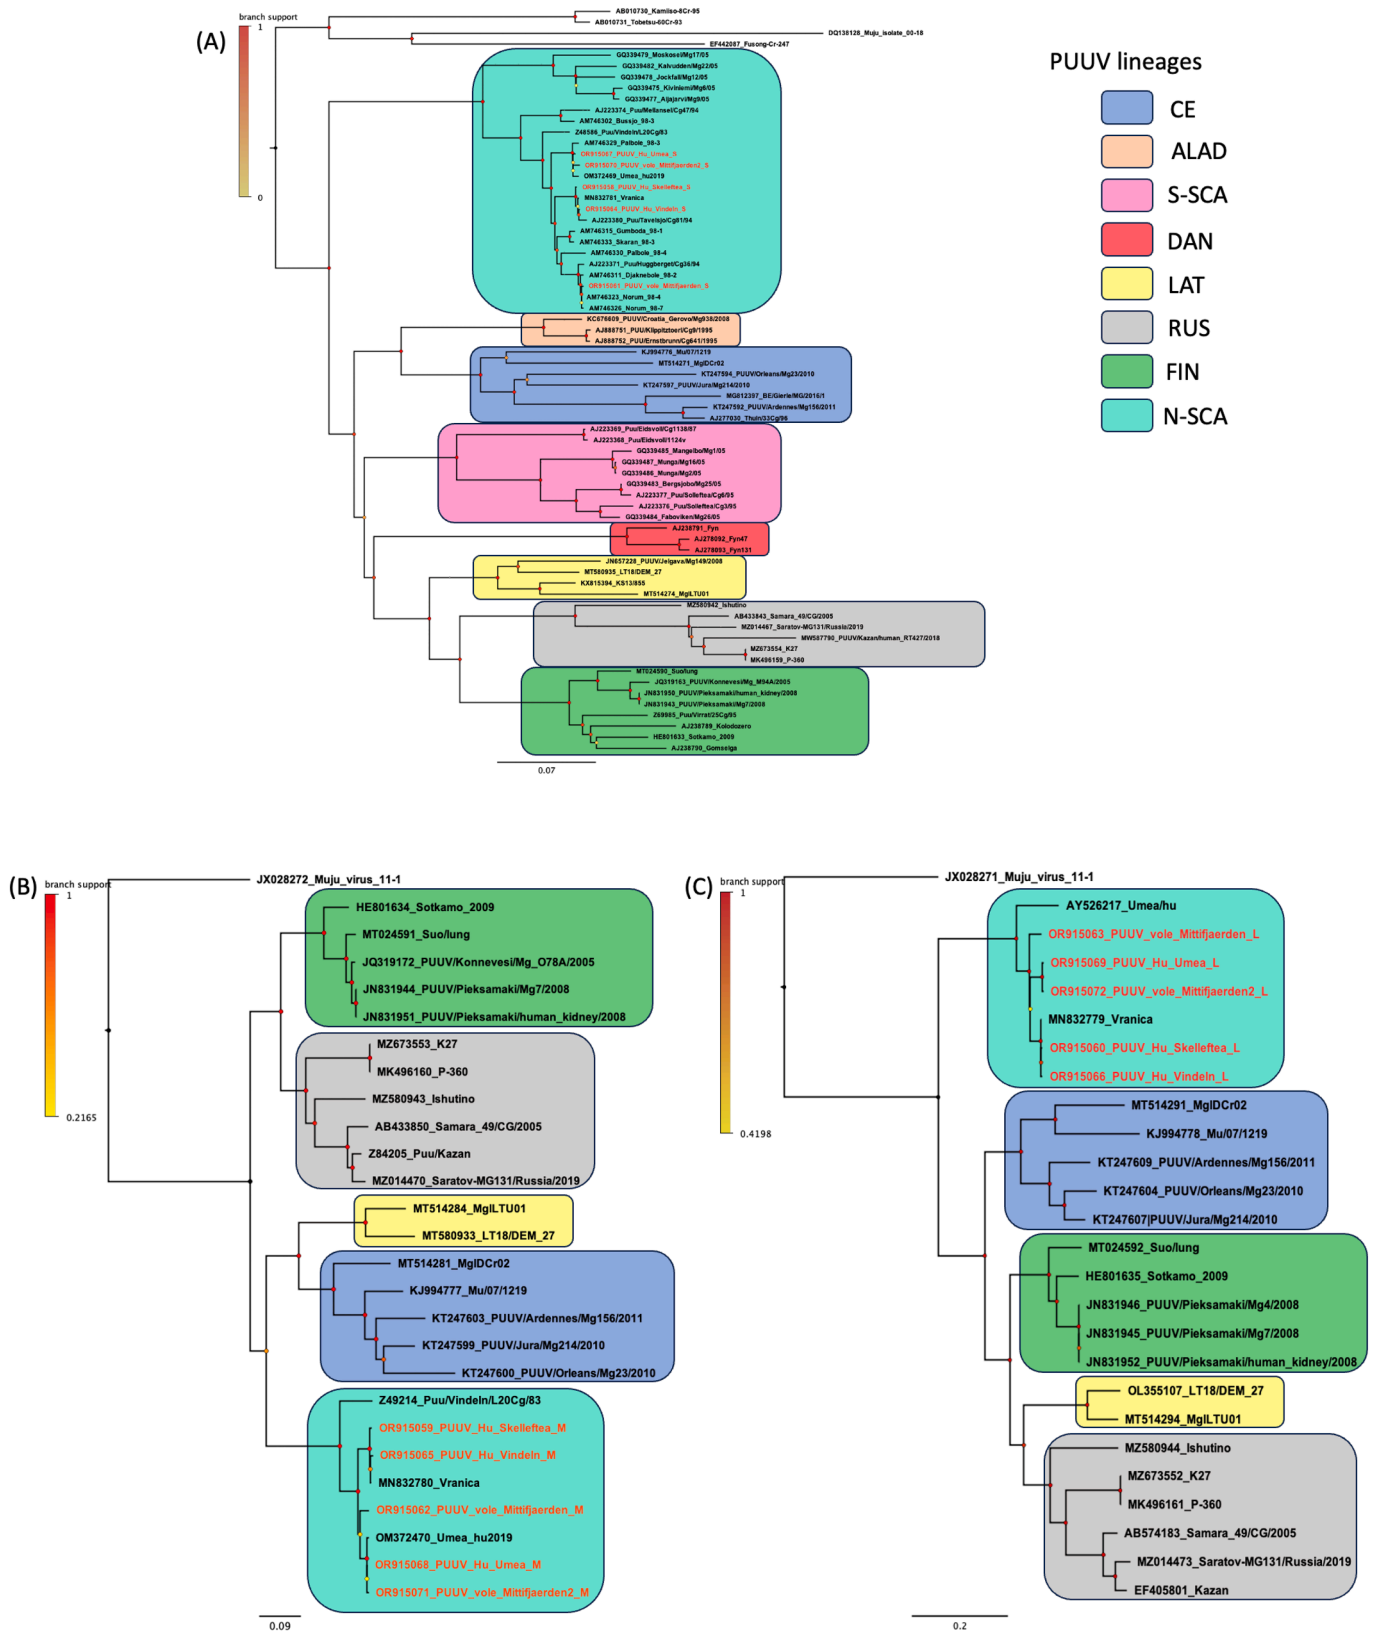 (A)
branch support
1
0
AB010730_Kamiiso-8Cr-95
AB010731_Tobetsu-60Cr-93
DQ138128_Muju_isolate_00-18
EF442087_Fusong-Cr-247
GQ339479_Moskosel/Mg17/05
GQ339482_Kalvudden/Mg22/05
GQ339478_Jockfall/Mg12/05
GQ339475_Kiviniemi/Mg6/05
GQ339477_Aijajarvi/Mg9/05
AJ223374_Puu/Mellansel/Cg47/94
AM746302_Bussjo_98-3
Z48586_Puu/Vindeln/L20Cg/83
AM746329_Palbole_98-3
OR915067_PUUV_Hu_Umea_S
OR915070_PUUV_vole_Mittifjaerden2_S
OM372469_Umea_hu2019
OR915058_PUUV_Hu_Skelleftea_S
MN832781_Vranica
OR915064_PUUV_Hu_Vindeln_S
AJ223380_Puu/Tavelsjo/Cg81/94
AM746315_Gumboda_98-1
AM746333_Skaran_98-3
AM746330_Palbole_98-4
AJ223371_Puu/Huggberget/Cg36/94
AM746311_Djaknebole_98-2
OR915061_PUUV_vole_Mittifjaerden_S
AM746323_Norum_98-4
AM746326_Norum_98-7
KC676609_PUUV/Croatia_Gerovo/Mg938/2008
AJ888751_PUU/Klippitztoerl/Cg9/1995
AJ888752_PUU/Ernstbrunn/Cg641/1995
KJ994776_Mu/07/1219
MT514271_MglDCr02
KT247594_PUUV/Orleans/Mg23/2010
KT247597_PUUV/Jura/Mg214/2010
MG812397_BE/Gierle/MG/2016/1
KT247592_PUUV/Ardennes/Mg156/2011
AJ277030_Thuin/33Cg/96
AJ223369_Puu/Eidsvoll/Cg1138/87
AJ223368_Puu/Eidsvoll/1124v
GQ339485_Mangelbo/Mg1/05
GQ339487_Munga/Mg16/05
GQ339486_Munga/Mg2/05
GQ339483_Bergsjobo/Mg25/05
AJ223377_Puu/Solleftea/Cg6/95
AJ223376_Puu/Solleftea/Cg3/95
GQ339484_Faboviken/Mg26/05
AJ238791_Fyn
AJ278092_Fyn47
AJ278093_Fyn131
JN657228_PUUV/Jelgava/Mg149/2008
MT580935_LT18/DEM_27
KX815394_KS13/855
MT514274_MglLTU01
MZ580942_Ishutino
AB433843_Samara_49/CG/2005
MZ014467_Saratov-MG131/Russia/2019
MW587790_PUUV/Kazan/human_RT427/2018
MZ673554_K27
MK496159_P-360
MT024590_Suo/lung
JQ319163_PUUV/Konnevesi/Mg_M94A/2005
JN831950_PUUV/Pieksamaki/human_kidney/2008
JN831943_PUUV/Pieksamaki/Mg7/2008
Z69985_Puu/Virrat/25Cg/95
AJ238789_Kolodozero
HE801633_Sotkamo_2009
AJ238790_Gomselga
0.07
PUUV lineages
CE
ALAD
S-SCA
DAN
LAT
RUS
FIN
N-SCA
(B)
branch support
1
0.2165
JX028272_Muju_virus_11-1
HE801634_Sotkamo_2009
MT024591_Suo/lung
JQ319172_PUUV/Konnevesi/Mg_O78A/2005
JN831944_PUUV/Pieksamaki/Mg7/2008
JN831951_PUUV/Pieksamaki/human_kidney/2008
MZ673553_K27
MK496160_P-360
MZ580943_Ishutino
AB433850_Samara_49/CG/2005
Z84205_Puu/Kazan
MZ014470_Saratov-MG131/Russia/2019
MT514284_MglLTU01
MT580933_LT18/DEM_27
MT514281_MglDCr02
KJ994777_Mu/07/1219
KT247603_PUUV/Ardennes/Mg156/2011
KT247599_PUUV/Jura/Mg214/2010
KT247600_PUUV/Orleans/Mg23/2010
Z49214_Puu/Vindeln/L20Cg/83
OR915059_PUUV_Hu_Skelleftea_M
OR915065_PUUV_Hu_Vindeln_M
MN832780_Vranica
OR915062_PUUV_vole_Mittifjaerden_M
OM372470_Umea_hu2019
OR915068_PUUV_Hu_Umea_M
OR915071_PUUV_vole_Mittifjaerden2_M
0.09
(C)
branch support
1
0.4198
JX028271_Muju_virus_11-1
AY526217_Umea/hu
OR915063_PUUV_vole_Mittifjaerden_L
OR915069_PUUV_Hu_Umea_L
OR915072_PUUV_vole_Mittifjaerden2_L
MN832779_Vranica
OR915060_PUUV_Hu_Skelleftea_L
OR915066_PUUV_Hu_Vindeln_L
MT514291_MglDCr02
KJ994778_Mu/07/1219
KT247609_PUUV/Ardennes/Mg156/2011
KT247604_PUUV/Orleans/Mg23/2010
KT247607|PUUV/Jura/Mg214/2010
MT024592_Suo/lung
HE801635_Sotkamo_2009
JN831946_PUUV/Pieksamaki/Mg4/2008
JN831945_PUUV/Pieksamaki/Mg7/2008
JN831952_PUUV/Pieksamaki/human_kidney/2008
OL355107_LT18/DEM_27
MT514294_MglLTU01
MZ580944_Ishutino
MZ673552_K27
MK496161_P-360
AB574183_Samara_49/CG/2005
MZ014473_Saratov-MG131/Russia/2019
EF405801_Kazan
0.2